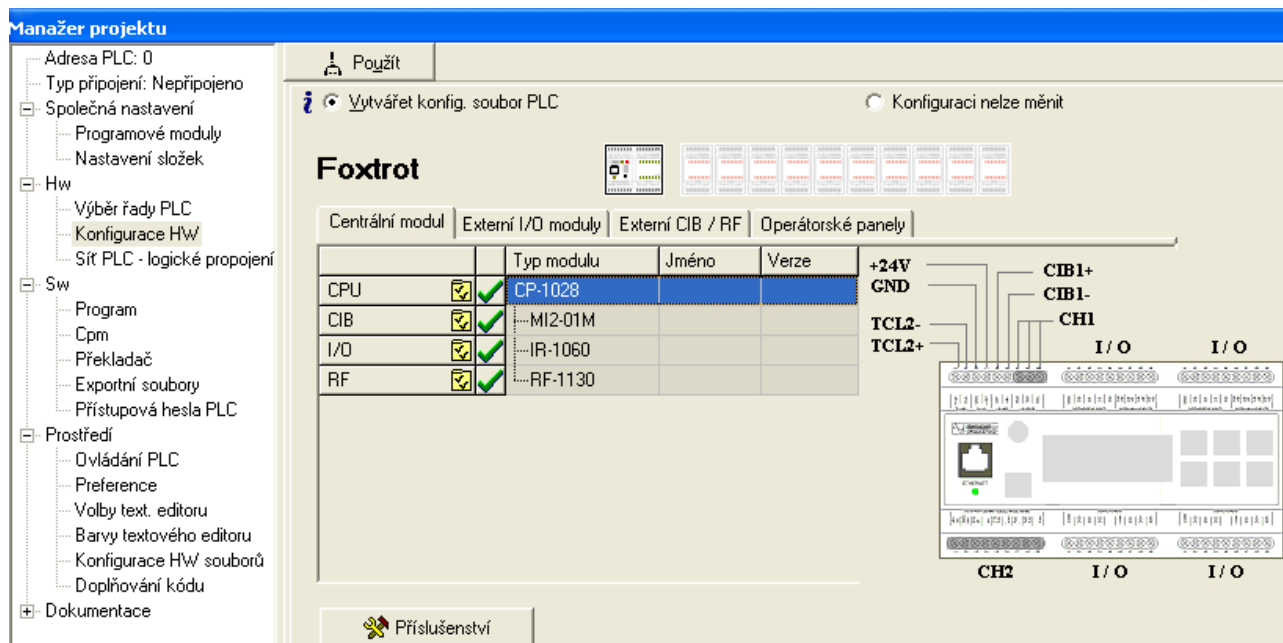 Manažer projektu
Adresa PLC: 0
Typ připojení: Nepřipojeno
Společná nastavení
Programové moduly
Nastavení složek
Hw
Výběr řady PLC
Konfigurace HW
Síť PLC - logické propojení
Sw
Program
Cpm
Překladač
Exportní soubory
Přístupová hesla PLC
Prostředí
Ovládání PLC
Preference
Volby text. editoru
Barvy textového editoru
Konfigurace HW souborů
Doplňování kódu
Dokumentace
Použít
Vytvářet konfig. soubor PLC
Konfiguraci nelze měnit
Foxtrot
Centrální modul
Externí I/O moduly
Externí CIB / RF
Operátorské panely
Typ modulu Jméno Verze
CPU CP-1028
CIB MI2-01M
I/O IR-1060
RF RF-1130
+24V
GND
TCL2-
TCL2+
CIB1+
CIB1-
CH1
I / O
I / O
ETHERNET
CH2
I / O
I / O
Příslušenství